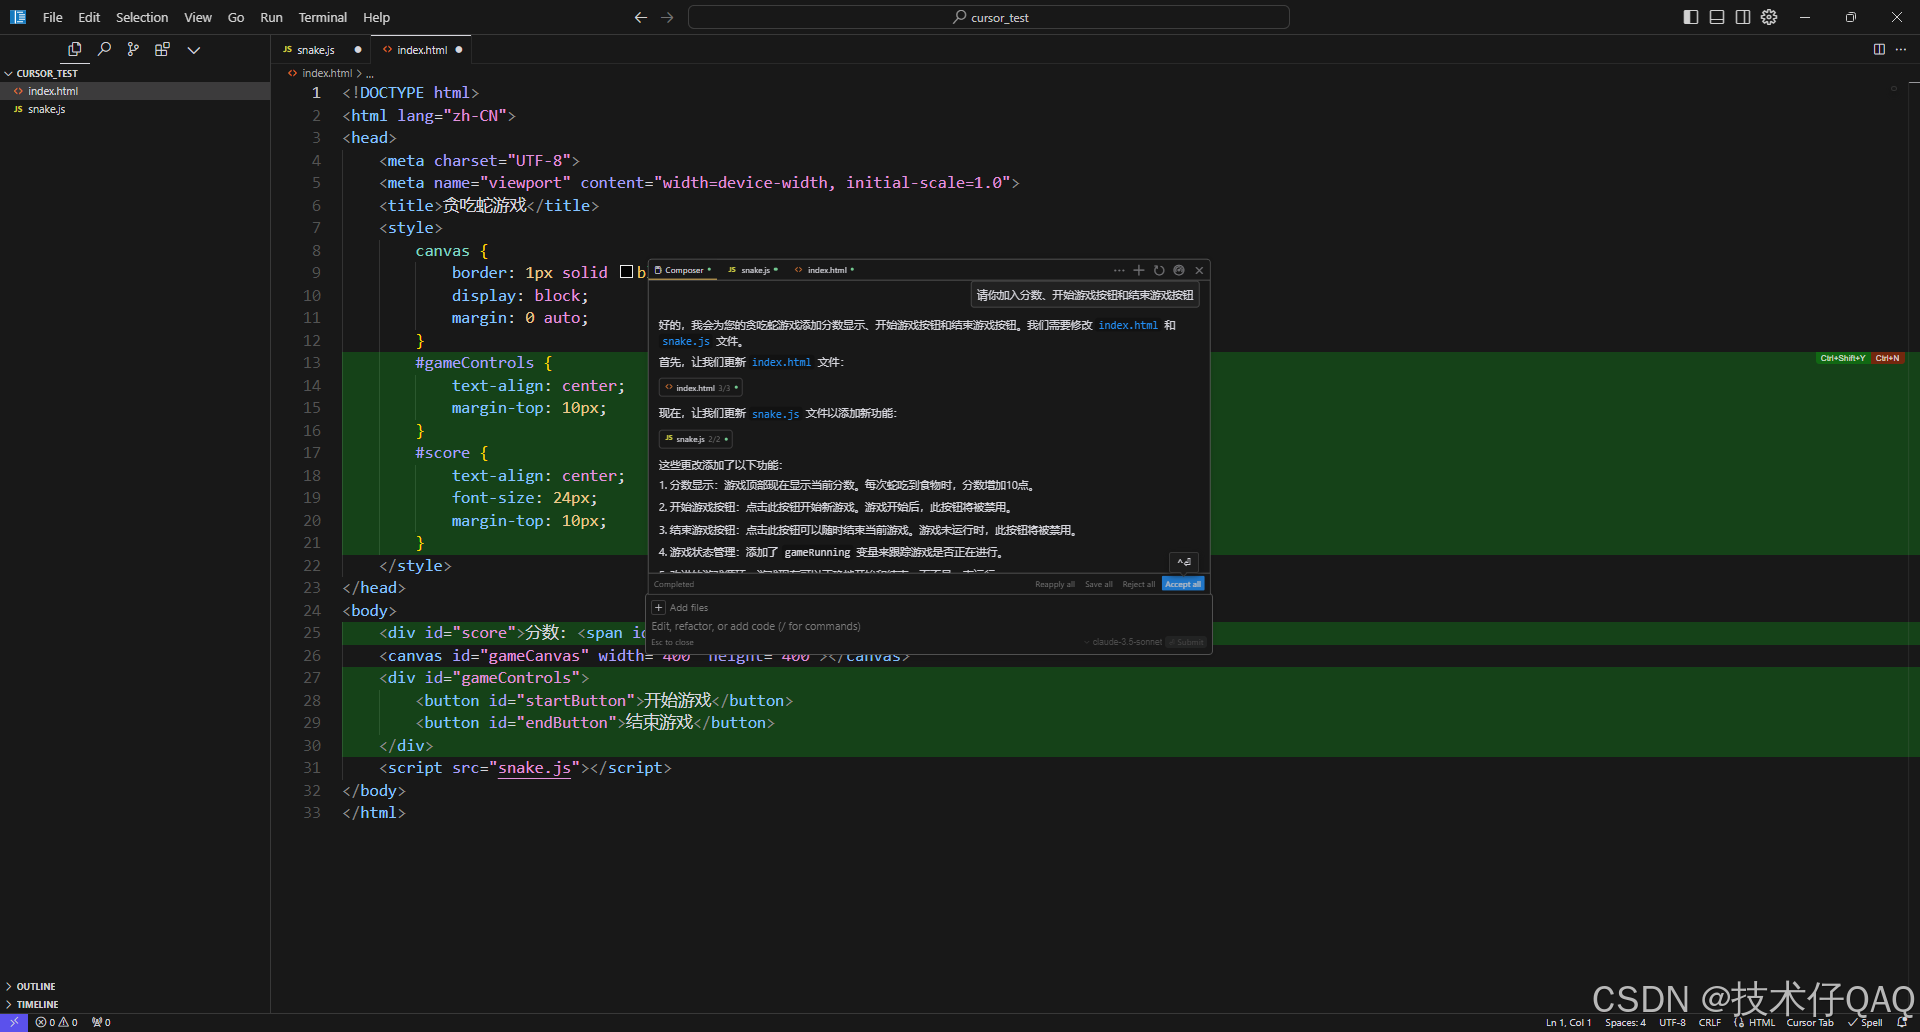 File Edit Selection View Go Run Terminal Help
cursor_test
JS snake.js
index.html
CURSOR_TEST
index.html
JS snake.js
index.html > ...
1 <!DOCTYPE html>
2 <html lang="zh-CN">
3 <head>
4 <meta charset="UTF-8">
5 <meta name="viewport" content="width=device-width, initial-scale=1.0">
6 <title>贪吃蛇游戏</title>
7 <style>
8 canvas {
9 border: 1px solid b
10 display: block;
11 margin: 0 auto;
12 }
13 #gameControls {
14 text-align: center;
15 margin-top: 10px;
16 }
17 #score {
18 text-align: center;
19 font-size: 24px;
20 margin-top: 10px;
21 }
22 </style>
23 </head>
24 <body>
25 <div id="score">分数: <span id
26 <canvas id="gameCanvas" width="400" height="400"></canvas>
27 <div id="gameControls">
28 <button id="startButton">开始游戏</button>
29 <button id="endButton">结束游戏</button>
30 </div>
31 <script src="snake.js"></script>
32 </body>
33 </html>
Ctrl+Shift+Y Ctrl+N
Composer JS snake.js index.html
请你加入分数、开始游戏按钮和结束游戏按钮
好的，我会为您的贪吃蛇游戏添加分数显示、开始游戏按钮和结束游戏按钮。我们需要修改 index.html 和
snake.js 文件。
首先，让我们更新 index.html 文件：
index.html 3/3
现在，让我们更新 snake.js 文件以添加新功能：
JS snake.js 2/2
这些更改添加了以下功能：
1. 分数显示：游戏顶部现在显示当前分数。每次蛇吃到食物时，分数增加10点。
2. 开始游戏按钮：点击此按钮开始新游戏。游戏开始后，此按钮将被禁用。
3. 结束游戏按钮：点击此按钮可以随时结束当前游戏。游戏未运行时，此按钮将被禁用。
4. 游戏状态管理：添加了 gameRunning 变量来跟踪游戏是否正在进行。
Completed Reapply all Save all Reject all Accept all
+ Add files
Edit, refactor, or add code (/ for commands)
Esc to close claude-3.5-sonnet Submit
OUTLINE
TIMELINE
0 0 0
Ln 1, Col 1 Spaces: 4 UTF-8 CRLF HTML Cursor Tab Spell
CSDN @技术仔QAQ